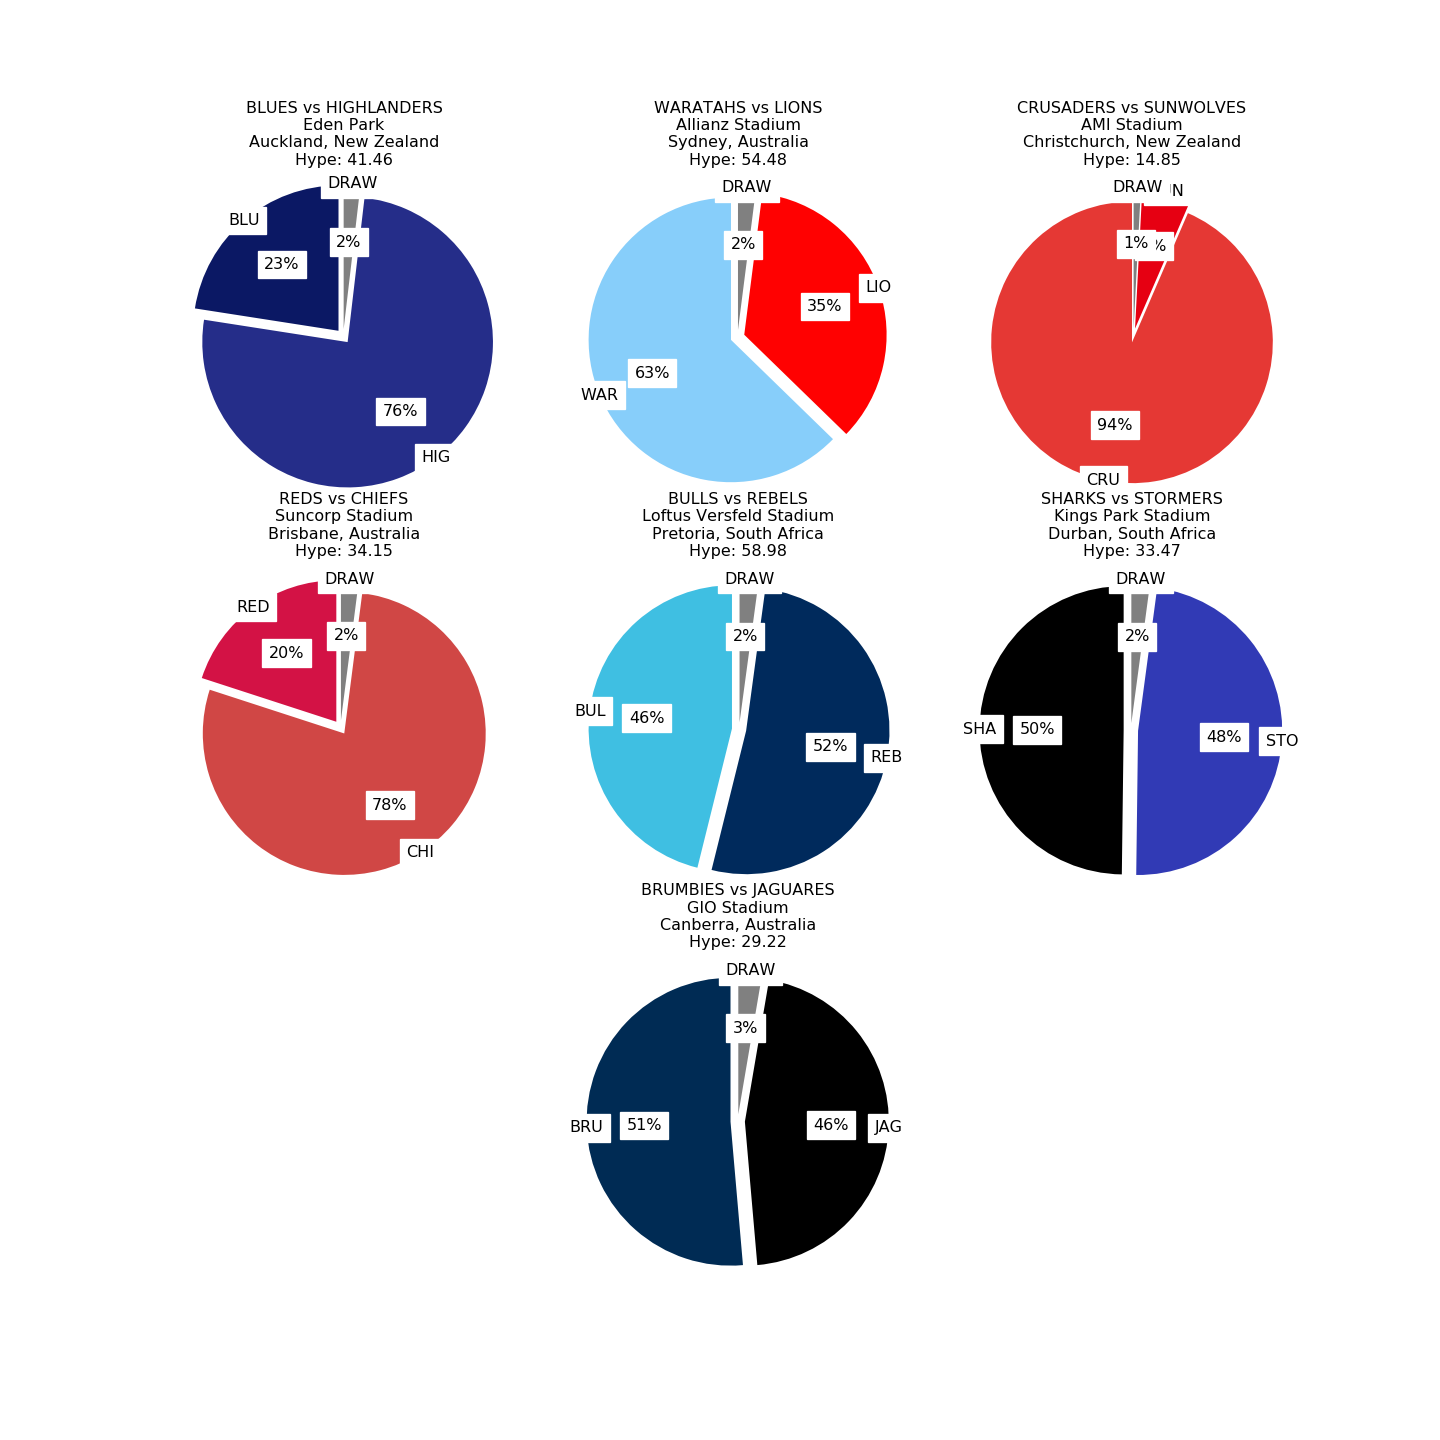 BLUES vs HIGHLANDERS
Eden Park
Auckland, New Zealand
Hype: 41.46
DRAW
BLU
2%
23%
76%
HIG
WARATAHS vs LIONS
Allianz Stadium
Sydney, Australia
Hype: 54.48
DRAW
2%
LIO
35%
63%
WAR
CRUSADERS vs SUNWOLVES
AMI Stadium
Christchurch, New Zealand
Hype: 14.85
DRAW
1%
94%
CRU
REDS vs CHIEFS
Suncorp Stadium
Brisbane, Australia
Hype: 34.15
DRAW
RED
2%
20%
78%
CHI
BULLS vs REBELS
Loftus Versfeld Stadium
Pretoria, South Africa
Hype: 58.98
DRAW
2%
BUL
46%
52%
REB
SHARKS vs STORMERS
Kings Park Stadium
Durban, South Africa
Hype: 33.47
DRAW
2%
SHA
50%
48%
STO
BRUMBIES vs JAGUARES
GIO Stadium
Canberra, Australia
Hype: 29.22
DRAW
3%
BRU
51%
46%
JAG